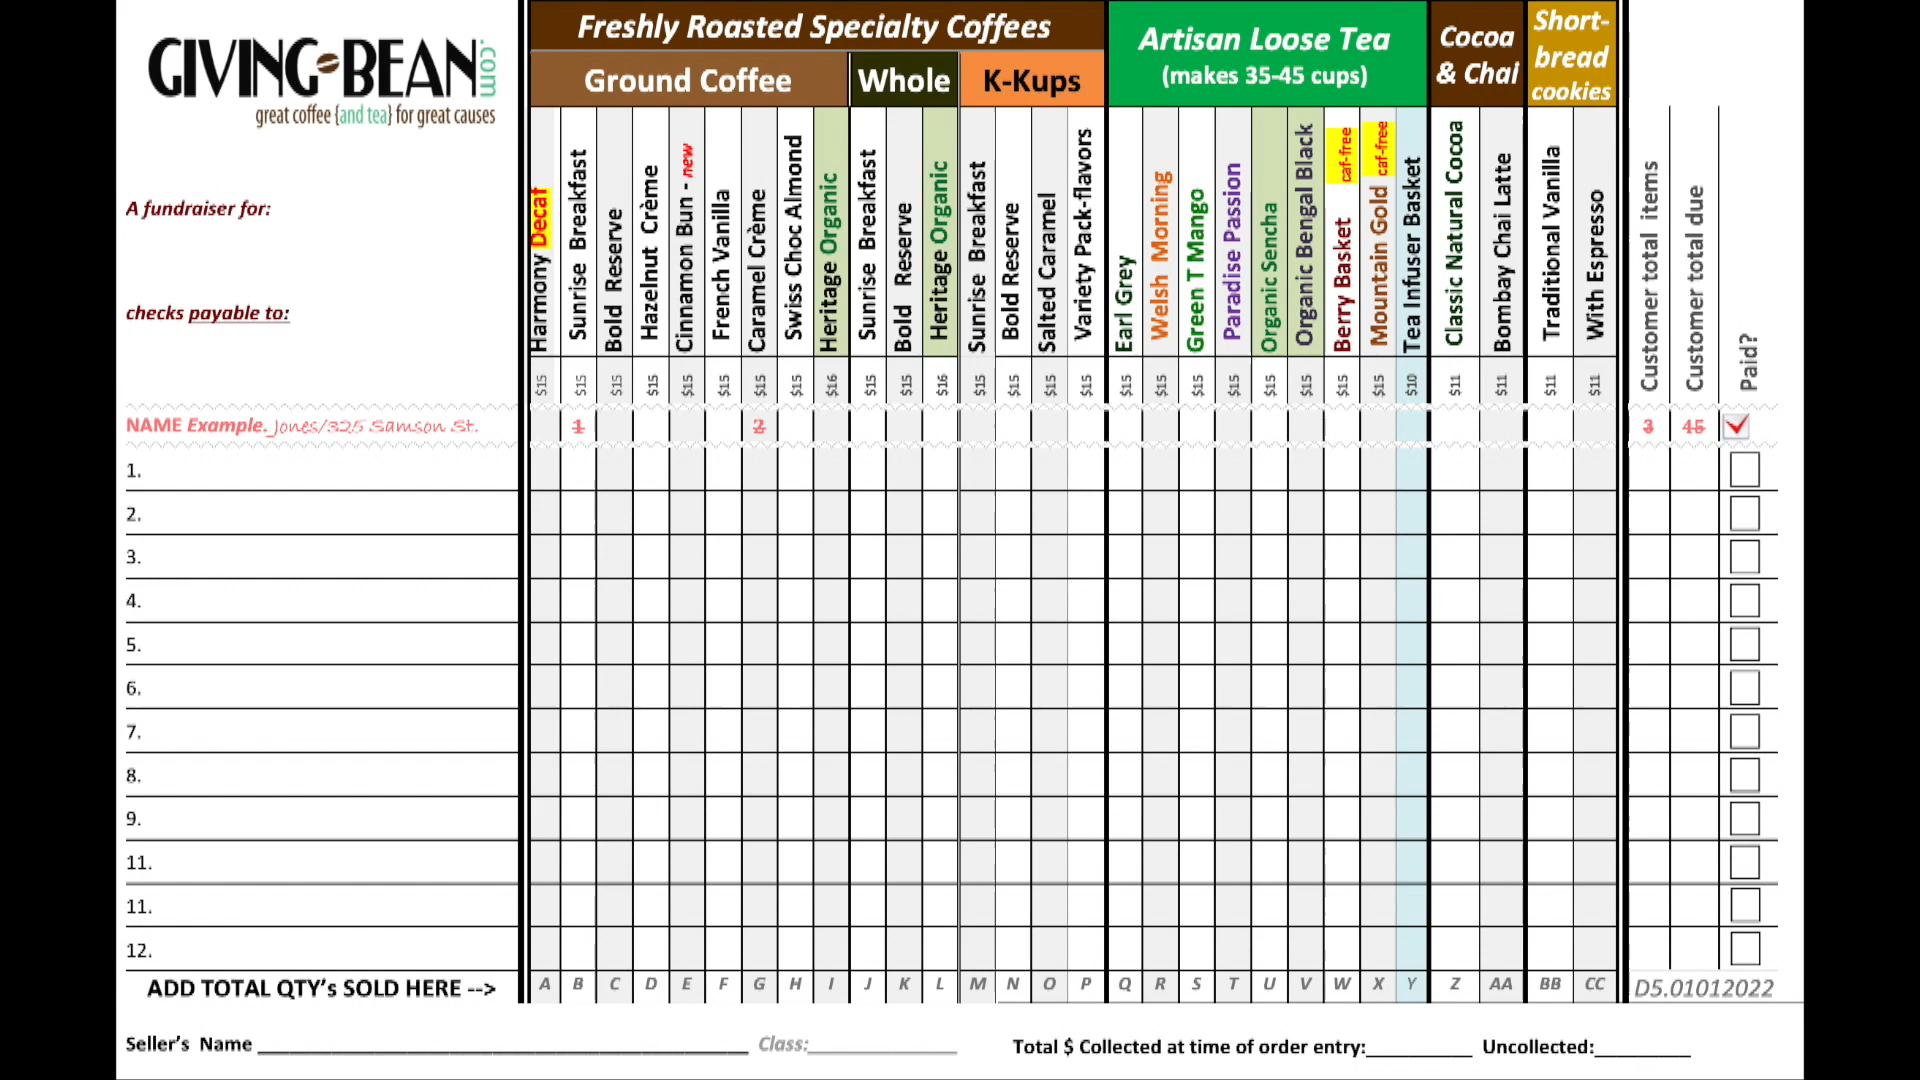 GIVING BEAN .com
great coffee {and tea} for great causes
A fundraiser for:
checks payable to:
Freshly Roasted Specialty Coffees
Ground Coffee
Whole
K-Kups
Artisan Loose Tea
(makes 35-45 cups)
Cocoa
& Chai
Short-
bread
cookies
Harmony Decaf
Sunrise Breakfast
Bold Reserve
Hazelnut Crème
Cinnamon Bun - new
French Vanilla
Caramel Crème
Swiss Choc Almond
Heritage Organic
Sunrise Breakfast
Bold Reserve
Heritage Organic
Sunrise Breakfast
Bold Reserve
Salted Caramel
Variety Pack-flavors
Earl Grey
Welsh Morning
Green T Mango
Paradise Passion
Organic Sencha
Organic Bengal Black
Berry Basket caf-free
Mountain Gold caf-free
Tea Infuser Basket
Classic Natural Cocoa
Bombay Chai Latte
Traditional Vanilla
With Espresso
Customer total items
Customer total due
Paid?
$15 $15 $15 $15 $15 $15 $15 $15 $16 $15 $15 $16 $15 $15 $15 $15 $15 $15 $15 $15 $15 $15 $15 $15 $10 $11 $11 $11 $11
NAME Example. Jones/325 Samson St. 1 2 3 45
1.
2.
3.
4.
5.
6.
7.
8.
9.
11.
11.
12.
ADD TOTAL QTY's SOLD HERE --> A B C D E F G H I J K L M N O P Q R S T U V W X Y Z AA BB CC D5.01012022
Seller's Name Class: Total $ Collected at time of order entry: Uncollected: